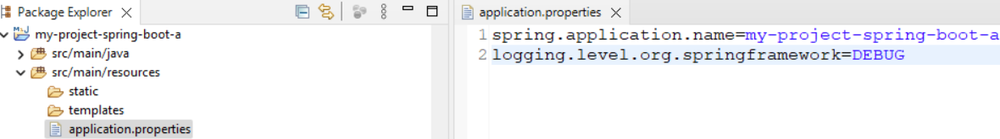 Package Explorer
my-project-spring-boot-a
src/main/java
src/main/resources
static
templates
application.properties
application.properties
1 spring.application.name=my-project-spring-boot-a
2 logging.level.org.springframework=DEBUG